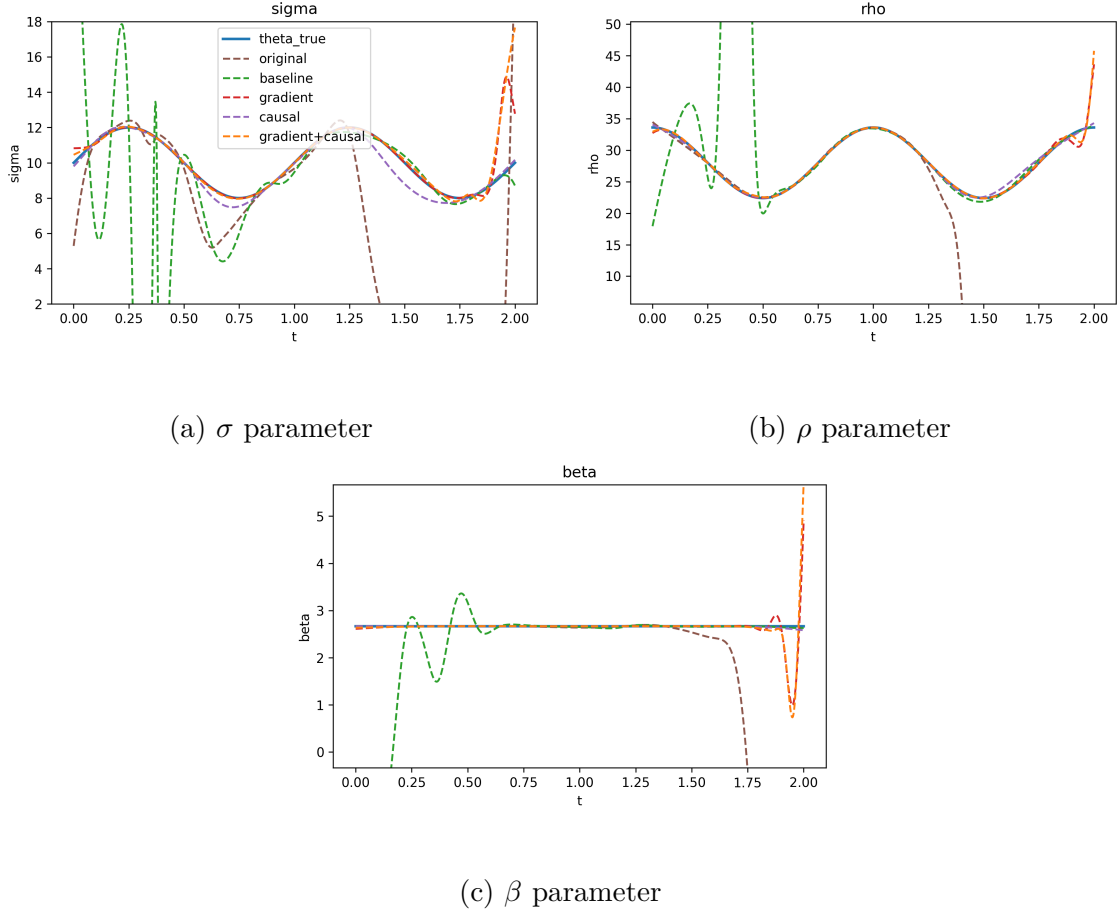 sigma
18
16
14
12
10
8
6
4
2
sigma
theta_true
original
baseline
gradient
causal
gradient+causal
0.00 0.25 0.50 0.75 1.00 1.25 1.50 1.75 2.00
t
rho
50
45
40
35
30
25
20
15
10
rho
0.00 0.25 0.50 0.75 1.00 1.25 1.50 1.75 2.00
t
(a) σ parameter
(b) ρ parameter
beta
5
4
3
2
1
0
beta
0.00 0.25 0.50 0.75 1.00 1.25 1.50 1.75 2.00
t
(c) β parameter